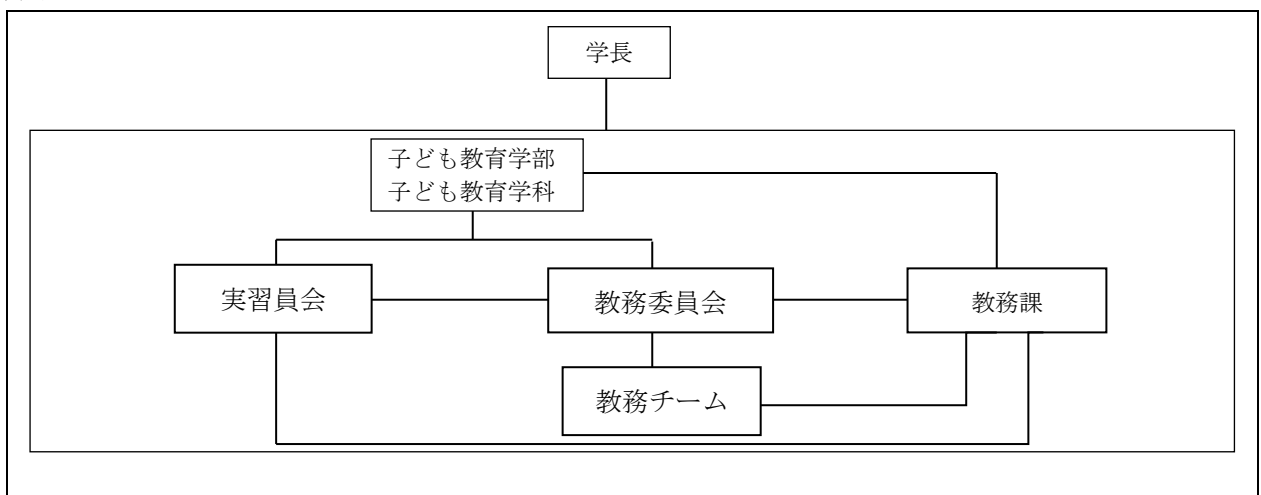 学長
子ども教育学部
子ども教育学科
実習員会
教務委員会
教務課
教務チーム